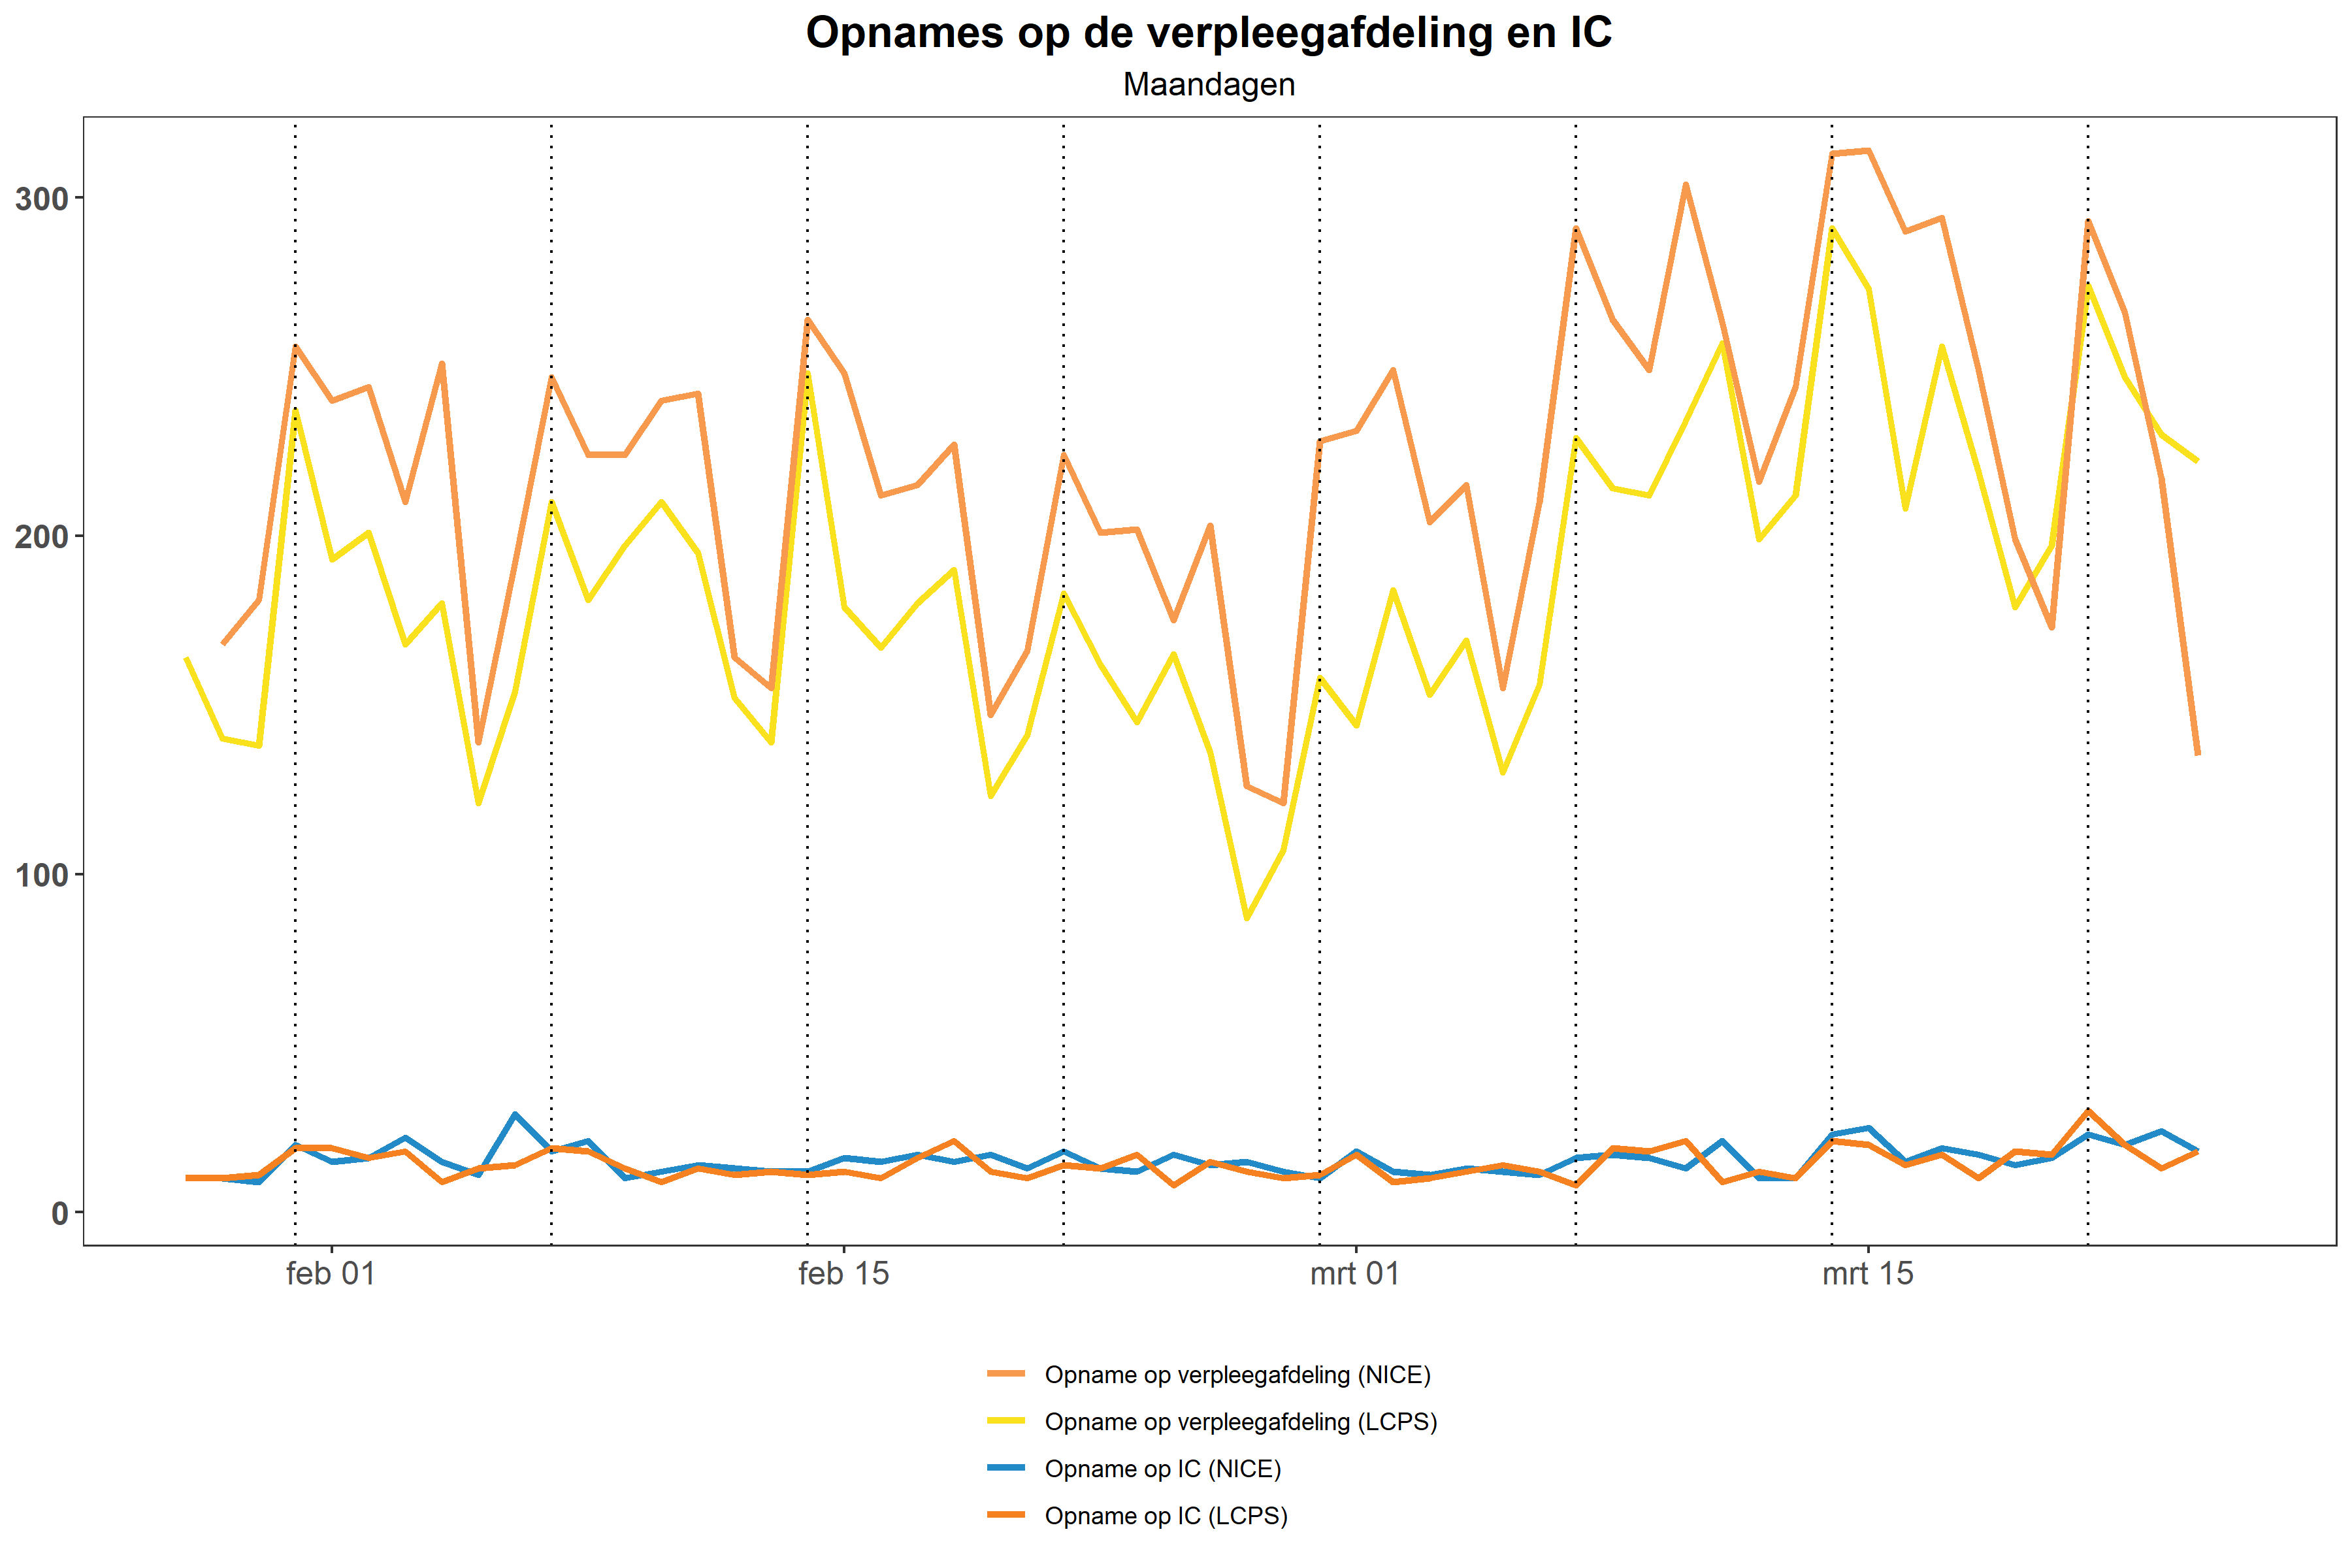 Opnames op de verpleegafdeling en IC
Maandagen
300
200
100
0
feb 01
feb 15
mrt 01
mrt 15
Opname op verpleegafdeling (NICE)
Opname op verpleegafdeling (LCPS)
Opname op IC (NICE)
Opname op IC (LCPS)